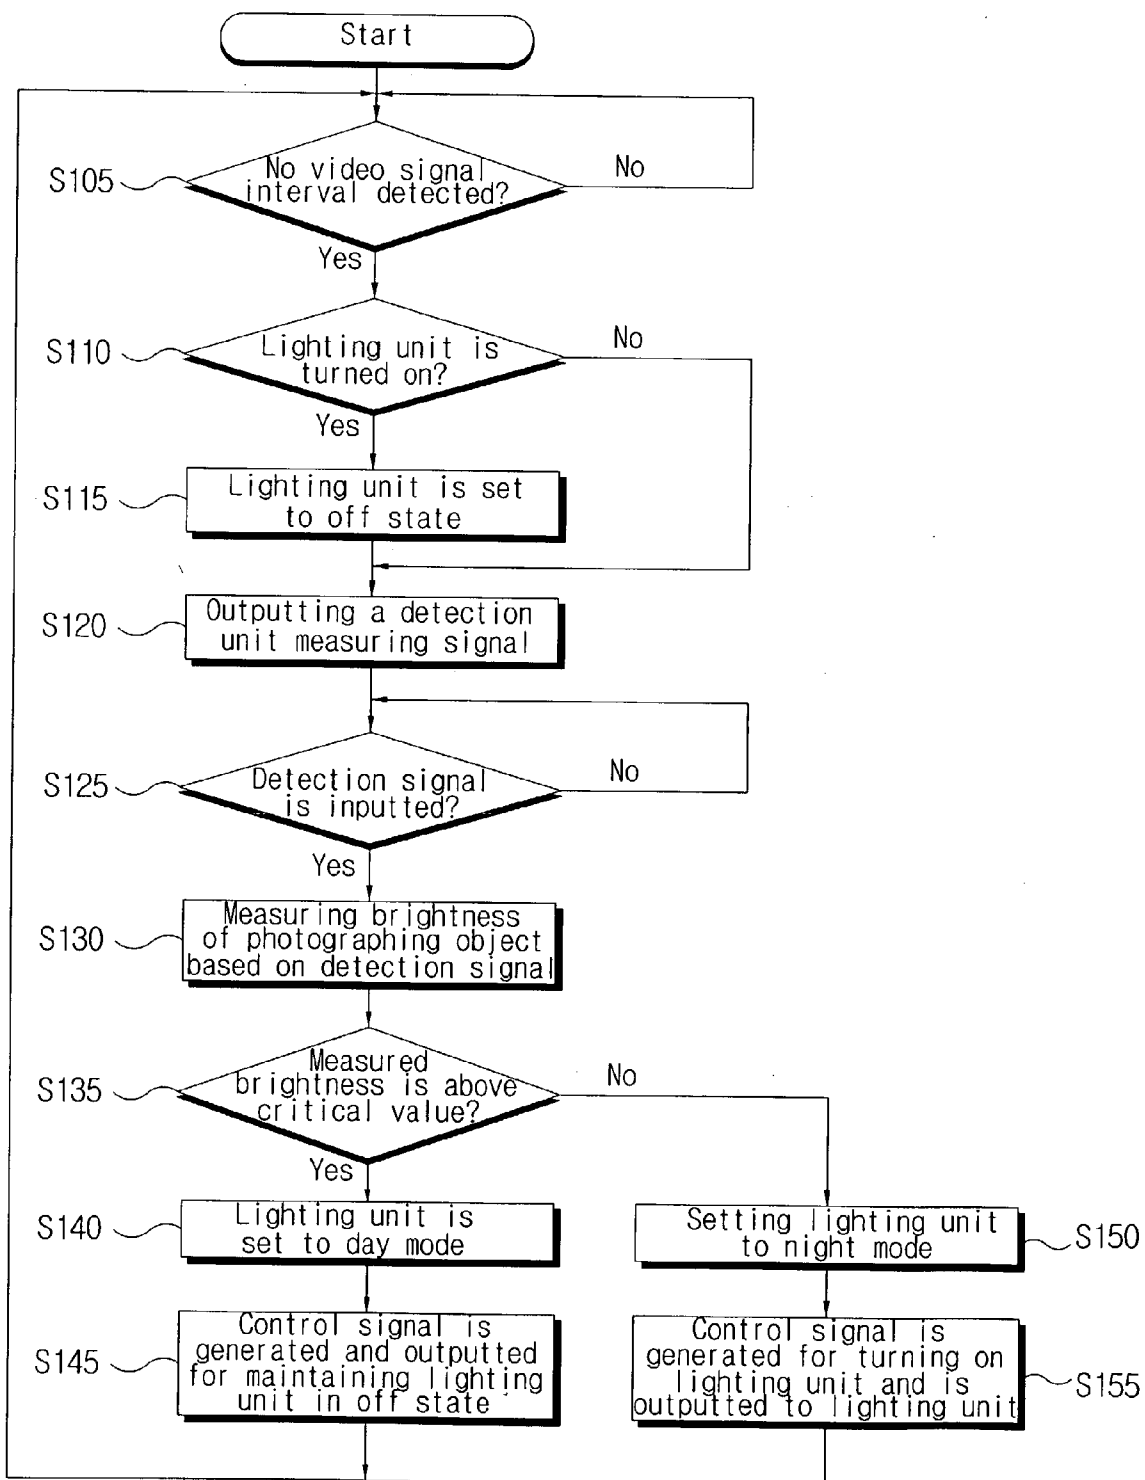 Start
S105
No video signal
interval detected?
No
Yes
S110
Lighting unit is
turned on?
No
Yes
S115
Lighting unit is set
to off state
S120
Outputting a detection
unit measuring signal
S125
Detection signal
is inputted?
No
Yes
S130
Measuring brightness
of photographing object
based on detection signal
S135
Measured
brightness is above
critical value?
No
Yes
S140
Lighting unit is
set to day mode
Setting lighting unit
to night mode
S150
S145
Control signal is
generated and outputted
for maintaining lighting
unit in off state
Control signal is
generated for turning on
lighting unit and is
outputted to lighting unit
S155